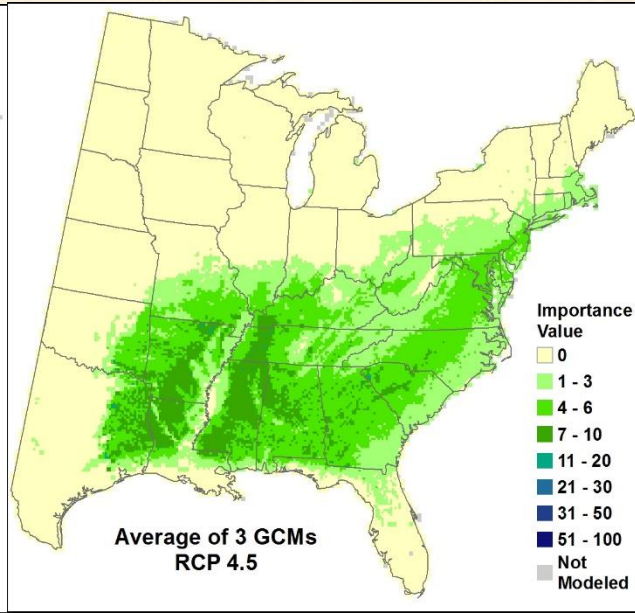 Importance
Value
0
1 - 3
4 - 6
7 - 10
11 - 20
21 - 30
31 - 50
51 - 100
Not
Modeled
Average of 3 GCMs
RCP 4.5